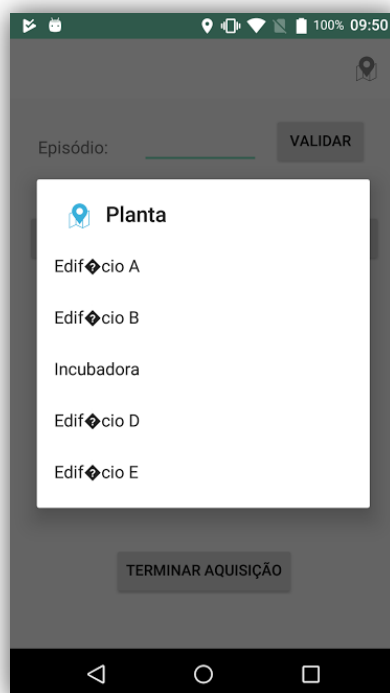 100% 09:50
Episódio:
VALIDAR
Planta
Edif�cio A
Edif�cio B
Incubadora
Edif�cio D
Edif�cio E
TERMINAR AQUISIÇÃO